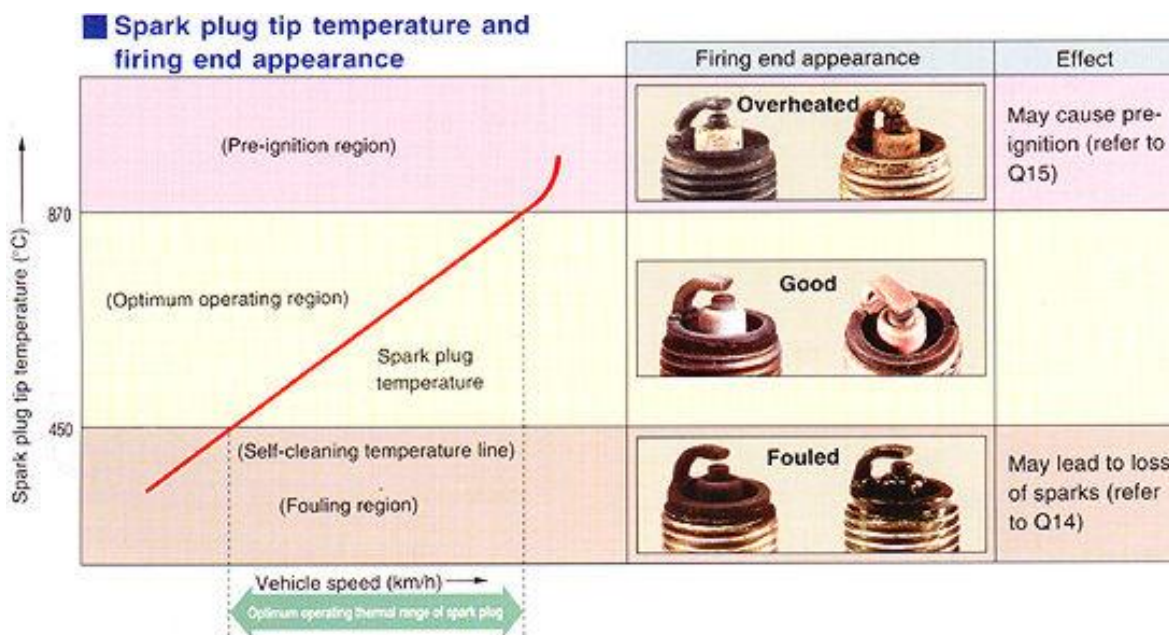 Spark plug tip temperature and
firing end appearance
Firing end appearance
Effect
Spark plug tip temperature (°C)
870
450
(Pre-ignition region)
(Optimum operating region)
Spark plug
temperature
(Self-cleaning temperature line)
(Fouling region)
Overheated
May cause pre-
ignition (refer to
Q15)
Good
Fouled
May lead to loss
of sparks (refer
to Q14)
Vehicle speed (km/h)
Optimum operating thermal range of spark plug